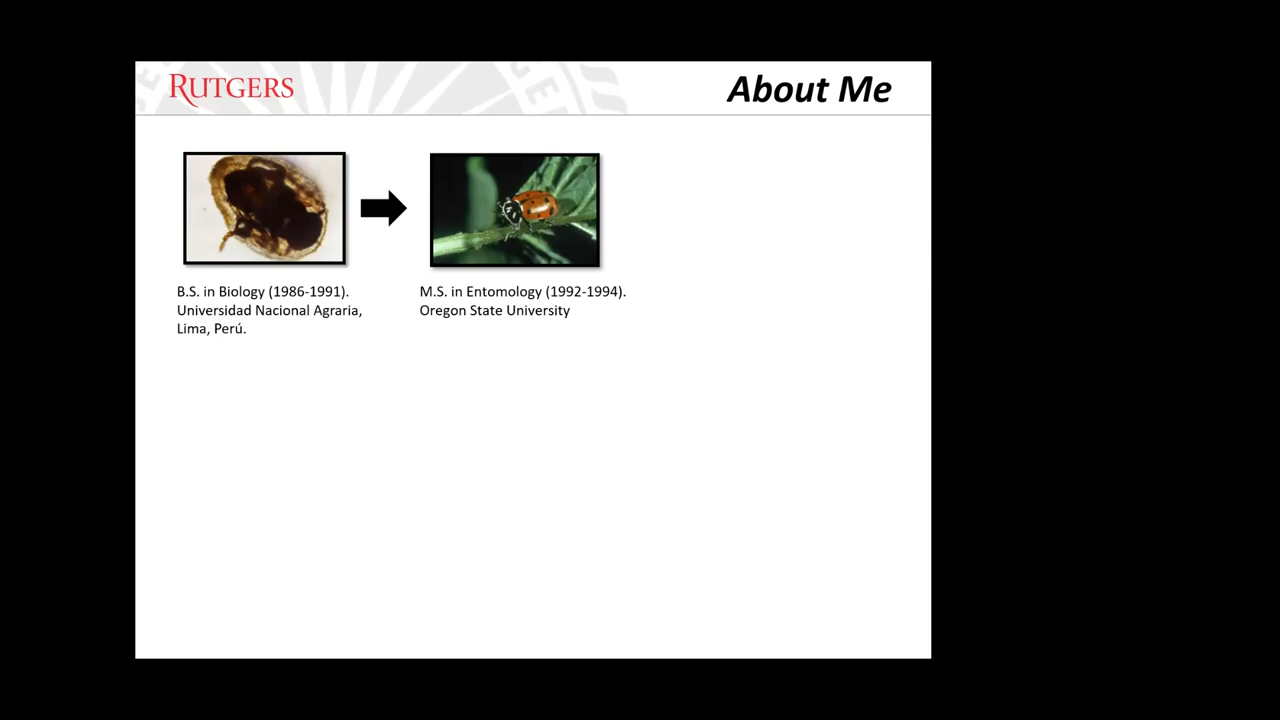 RUTGERS
About Me
B.S. in Biology (1986-1991).
Universidad Nacional Agraria,
Lima, Perú.
M.S. in Entomology (1992-1994).
Oregon State University